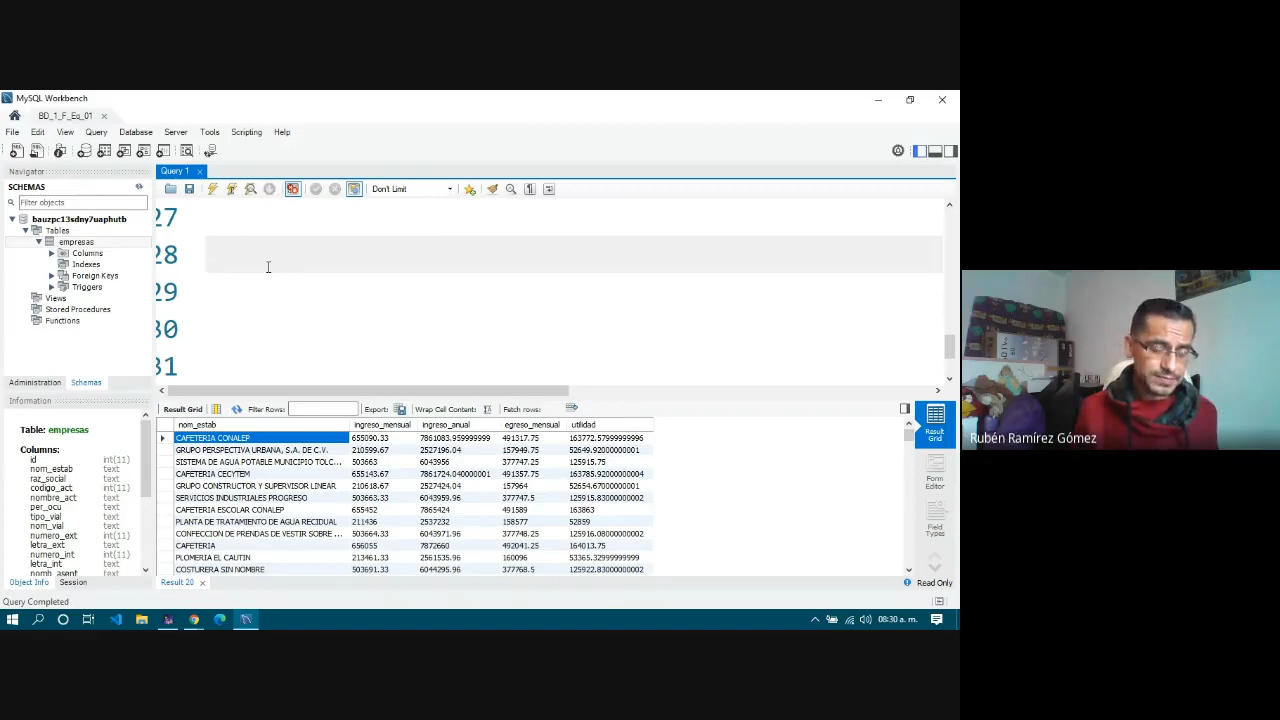 MySQL Workbench
BD_1_F_Eq_01
File Edit View Query Database Server Tools Scripting Help
Navigator
SCHEMAS
Filter objects
bauzpc13sdny7uaphutb
Tables
empresas
Columns
Indexes
Foreign Keys
Triggers
Views
Stored Procedures
Functions
Administration Schemas
Information
Table: empresas
Columns:
id int(11)
nom_estab text
raz_social text
codigo_act int(11)
nombre_act text
per_ocu text
tipo_vial text
nom_vial text
numero_ext int(11)
letra_ext text
numero_int int(11)
letra_int text
nomb_asent text
Object Info Session
Query 1
Don't Limit
27
28
29
30
31
Result Grid Filter Rows: Export: Wrap Cell Content: Fetch rows:
nom_estab ingreso_mensual ingreso_anual egreso_mensual utilidad
CAFETERIA CONALEP 655090.33 7861083.959999999 491317.75 163772.57999999996
GRUPO PERSPECTIVA URBANA, S.A. DE C.V. 210599.67 2527196.04 157949.75 52649.92000000001
SISTEMA DE AGUA POTABLE MUNICIPIO TOLC... 503663 6043956 377747.25 125915.75
CAFETERIA CECYTEM 655143.67 7861724.040000001 491357.75 163785.92000000004
GRUPO CONSTRUCTOR Y SUPERVISOR LINEAR 210618.67 2527424.04 157964 52654.67000000001
SERVICIOS INDUSTRIALES PROGRESO 503663.33 6043959.96 377747.5 125915.83000000002
CAFETERIA ESCOLAR CONALEP 655452 7865424 491589 163863
PLANTA DE TRATAMIENTO DE AGUA RECIDUAL 211436 2537232 158577 52859
CONFECCION DE PRENDAS DE VESTIR SOBRE ... 503664.33 6043971.96 377748.25 125916.08000000002
CAFETERIA 656055 7872660 492041.25 164013.75
PLOMERIA EL CAUTIN 213461.33 2561535.96 160096 53365.32999999999
COSTURERA SIN NOMBRE 503691.33 6044295.96 377768.5 125922.83000000002
Result Grid
Form Editor
Field Types
Result 20
Read Only
Query Completed
08:30 a. m.
Rubén Ramírez Gómez